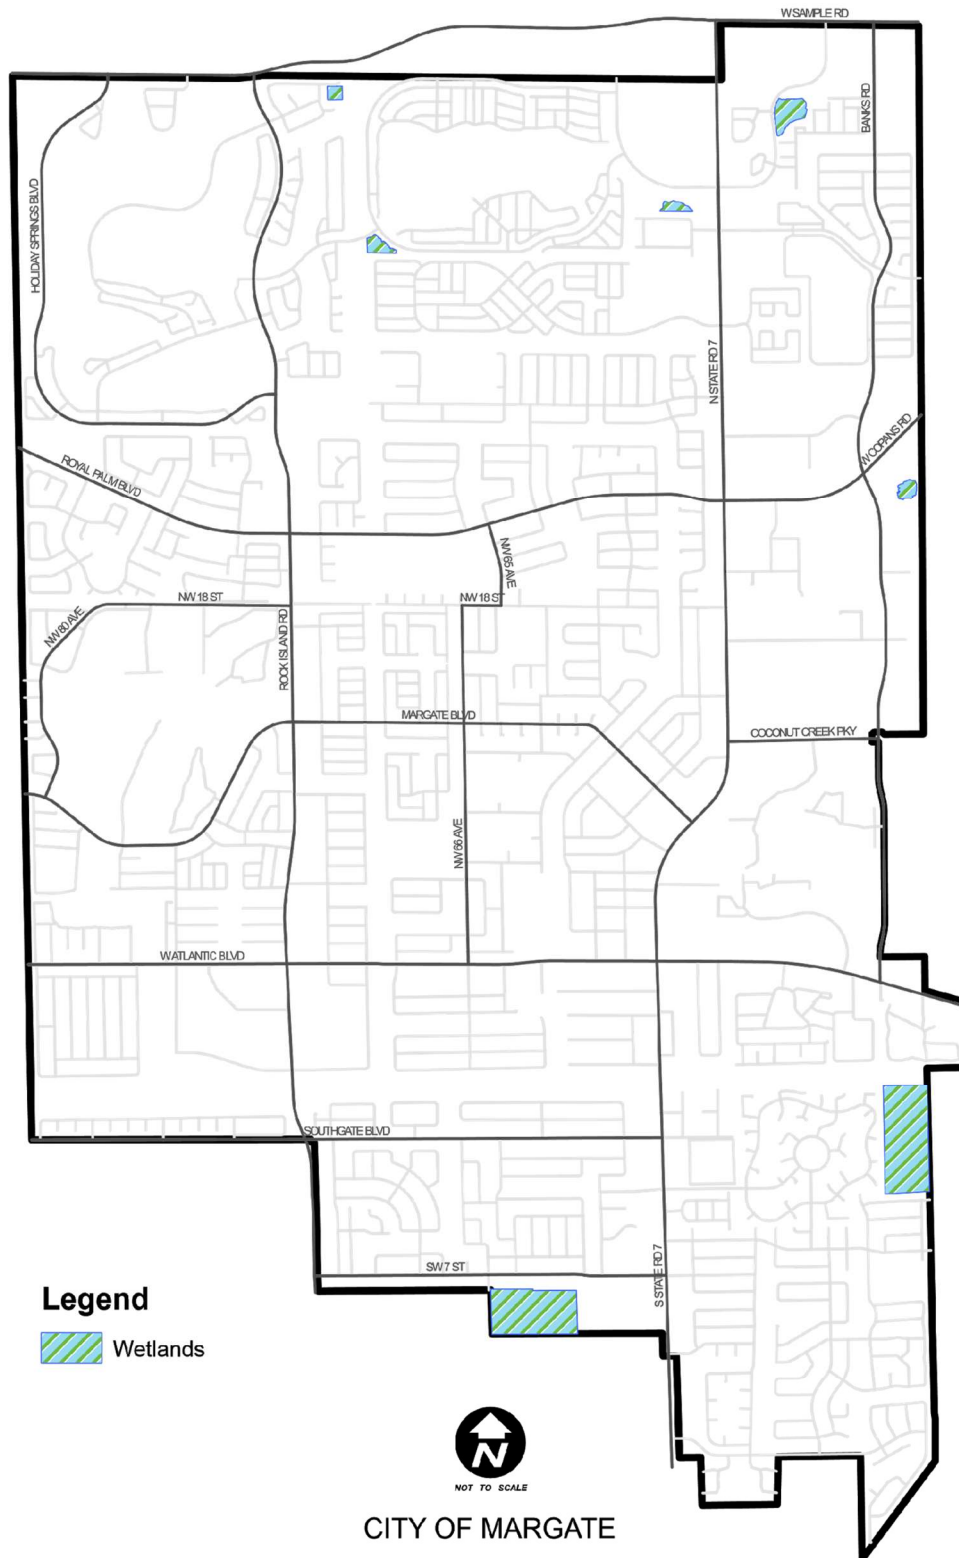 W SAMPLE RD
BANKS RD
HOLIDAY SPRINGS BLVD
N STATE RD 7
W COPANS RD
ROYAL PALM BLVD
NW 65 AVE
NW 18 ST
NW 18 ST
NW 80 AVE
ROCK ISLAND RD
MARGATE BLVD
COCONUT CREEK PKY
NW 66 AVE
W ATLANTIC BLVD
SOUTHGATE BLVD
S STATE RD 7
SW 7 ST
Legend
Wetlands
N
NOT TO SCALE
CITY OF MARGATE